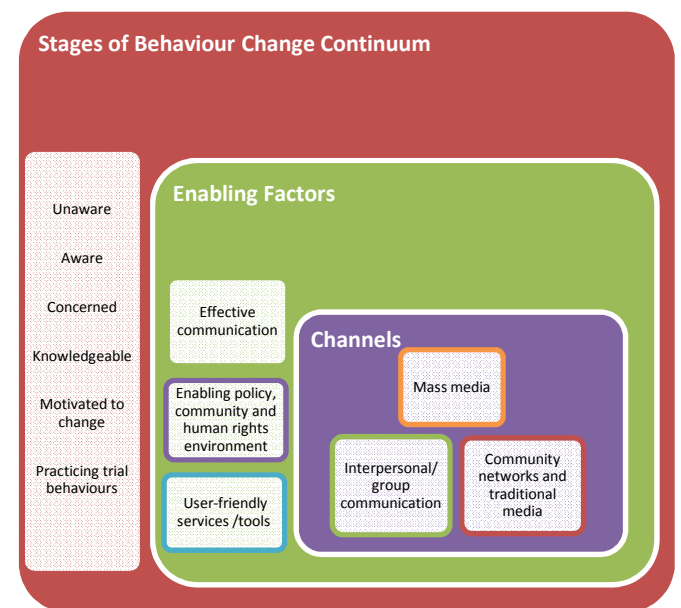 Stages of Behaviour Change Continuum
Unaware
Aware
Concerned
Knowledgeable
Motivated to
change
Practicing trial
behaviours
Enabling Factors
Effective
communication
Enabling policy,
community and
human rights
environment
User-friendly
services /tools
Channels
Mass media
Interpersonal/
group
communication
Community
networks and
traditional
media